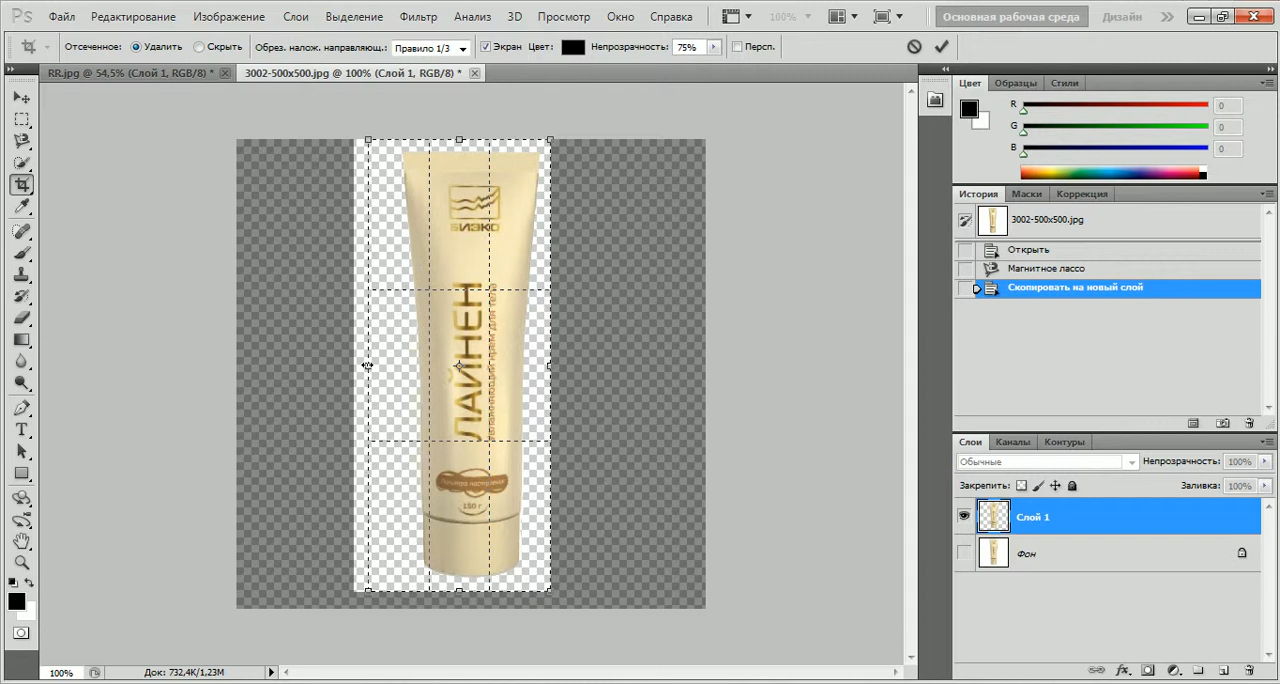 Ps Файл Редактирование Изображение Слои Выделение Фильтр Анализ 3D Просмотр Окно Справка 100% Основная рабочая среда Дизайн
Отсеченное: Удалить Скрыть Обрез. налож. направляющ.: Правило 1/3 Экран Цвет: Непрозрачность: 75% Персп.
RR.jpg @ 54,5% (Слой 1, RGB/8) * 3002-500x500.jpg @ 100% (Слой 1, RGB/8) *
Цвет Образцы Стили
R 0
G 0
B 0
История Маски Коррекция
3002-500x500.jpg
Открыть
Магнитное лассо
Скопировать на новый слой
Слои Каналы Контуры
Обычные Непрозрачность: 100%
Закрепить: Заливка: 100%
Слой 1
Фон
БИЭКО
ЛАЙНЕН
150 г
100% Док: 732,4K/1,23M